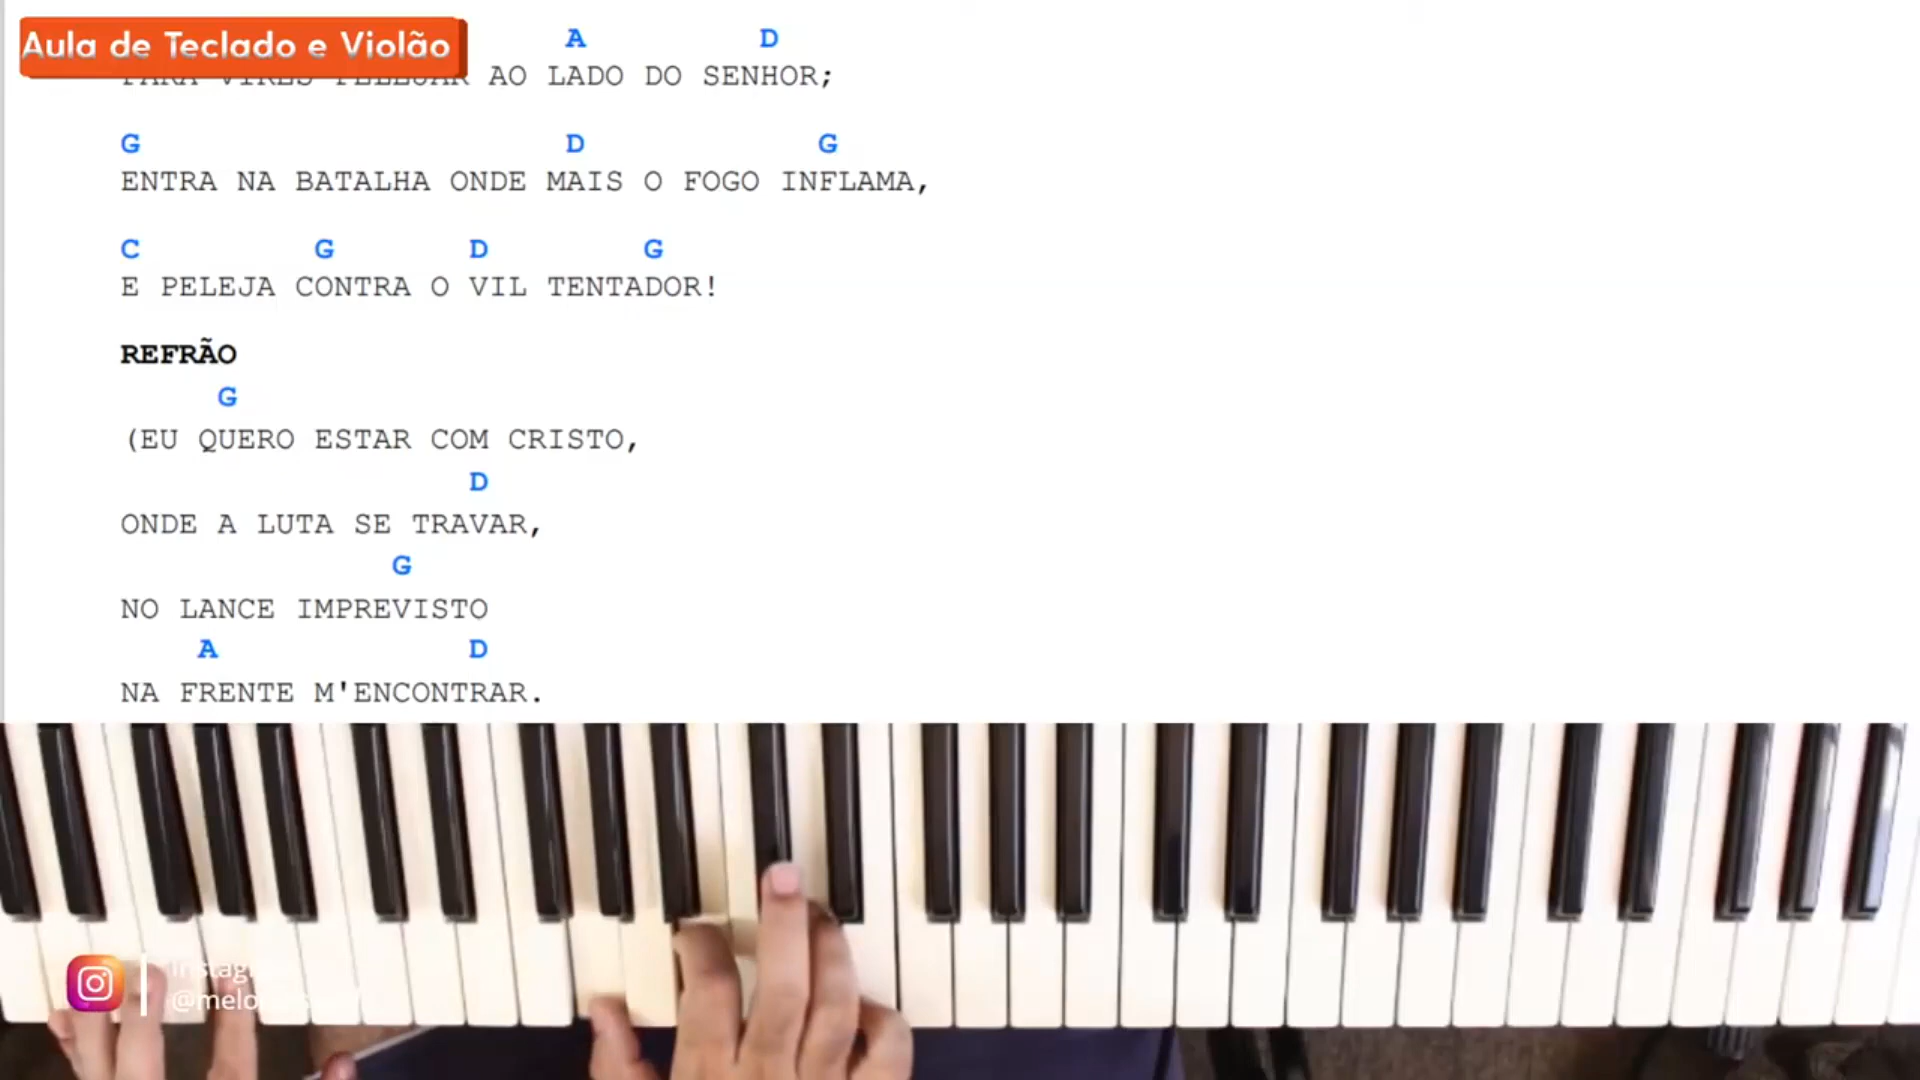 Aula de Teclado e Violão
A D
AO LADO DO SENHOR;
G D G
ENTRA NA BATALHA ONDE MAIS O FOGO INFLAMA,
C G D G
E PELEJA CONTRA O VIL TENTADOR!
REFRÃO
G
(EU QUERO ESTAR COM CRISTO,
D
ONDE A LUTA SE TRAVAR,
G
NO LANCE IMPREVISTO
A D
NA FRENTE M'ENCONTRAR.